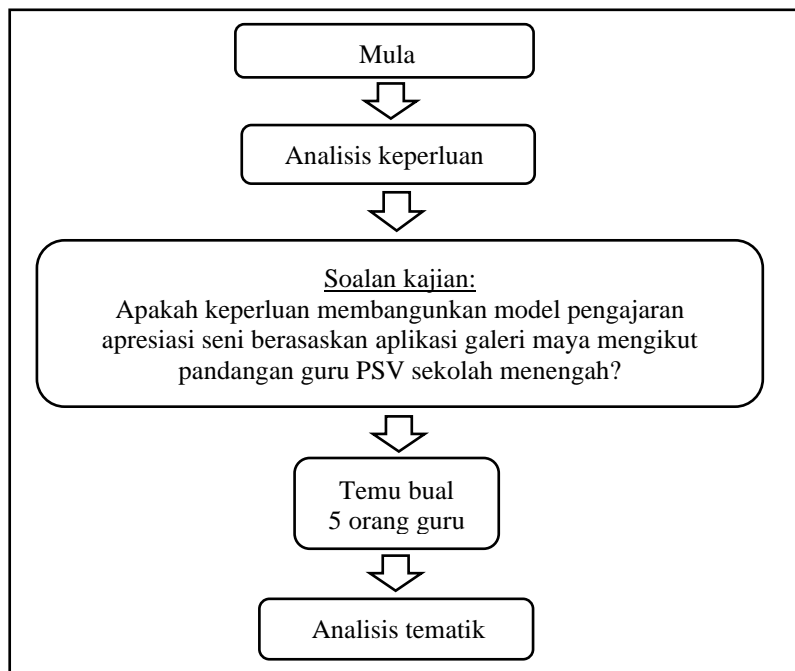 Mula
Analisis keperluan
Soalan kajian:
Apakah keperluan membangunkan model pengajaran
apresiasi seni berasaskan aplikasi galeri maya mengikut
pandangan guru PSV sekolah menengah?
Temu bual
5 orang guru
Analisis tematik